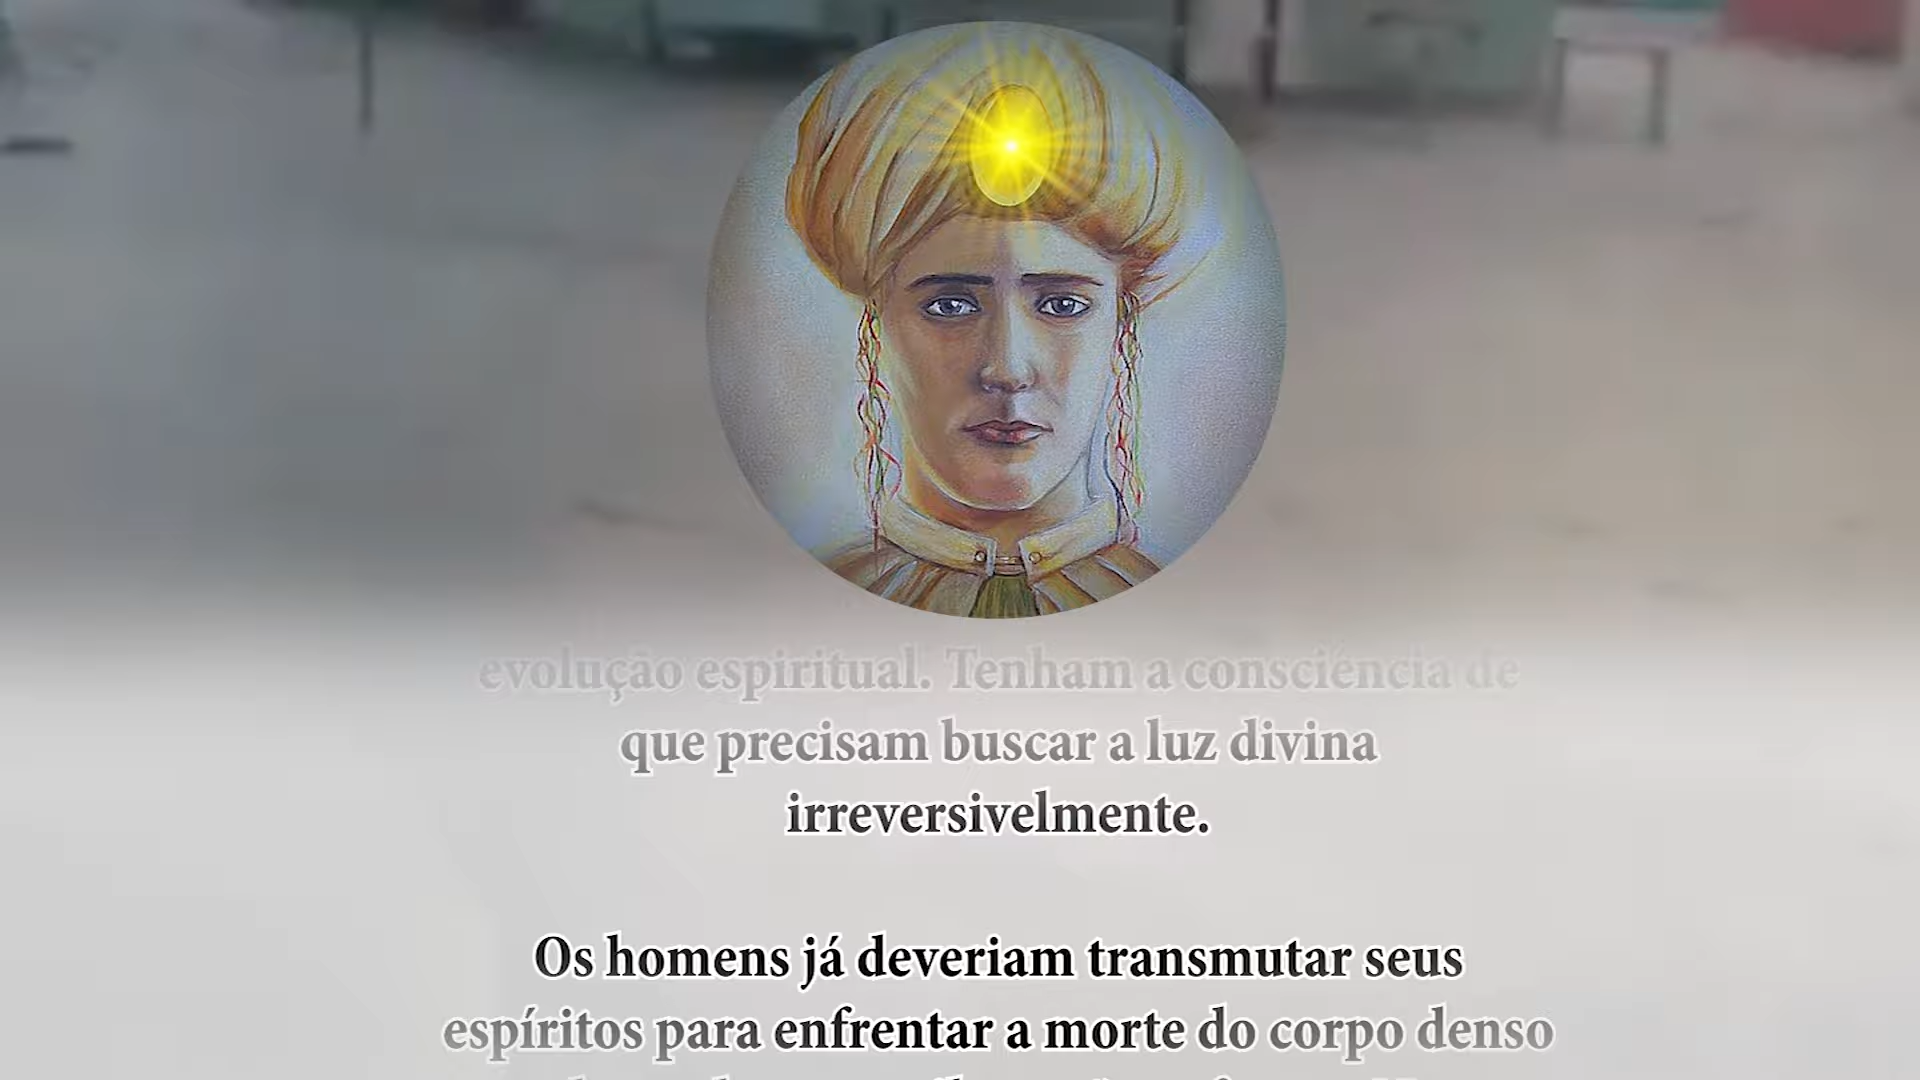 evolução espiritual. Tenham a consciência de
que precisam buscar a luz divina
irreversivelmente.
Os homens já deveriam transmutar seus
espíritos para enfrentar a morte do corpo denso